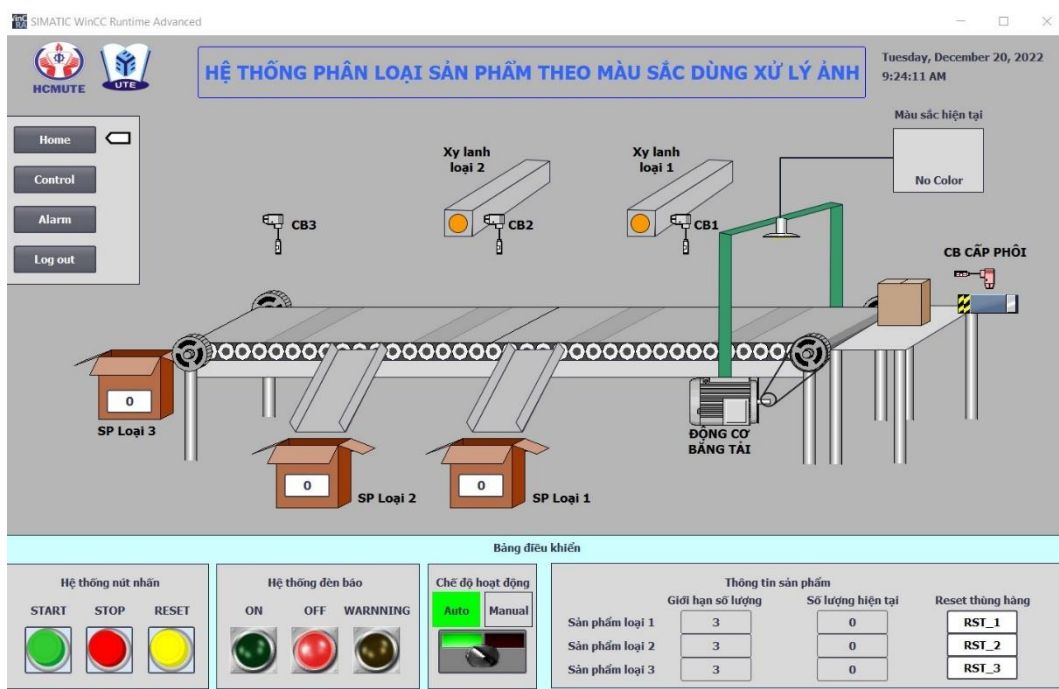 SIMATIC WinCC Runtime Advanced
HCMUTE
UTE
HỆ THỐNG PHÂN LOẠI SẢN PHẨM THEO MÀU SẮC DÙNG XỬ LÝ ẢNH
Tuesday, December 20, 2022
9:24:11 AM
Home
Control
Alarm
Log out
Màu sắc hiện tại
No Color
Xy lanh
loại 2
Xy lanh
loại 1
CB3
CB2
CB1
CB CẤP PHÔI
0
SP Loại 3
0
SP Loại 2
0
SP Loại 1
ĐỘNG CƠ
BĂNG TẢI
Bảng điều khiển
Hệ thống nút nhấn
START STOP RESET
Hệ thống đèn báo
ON OFF WARNNING
Chế độ hoạt động
Auto Manual
Thông tin sản phẩm
Giới hạn số lượng Số lượng hiện tại Reset thùng hàng
Sản phẩm loại 1 3 0 RST_1
Sản phẩm loại 2 3 0 RST_2
Sản phẩm loại 3 3 0 RST_3